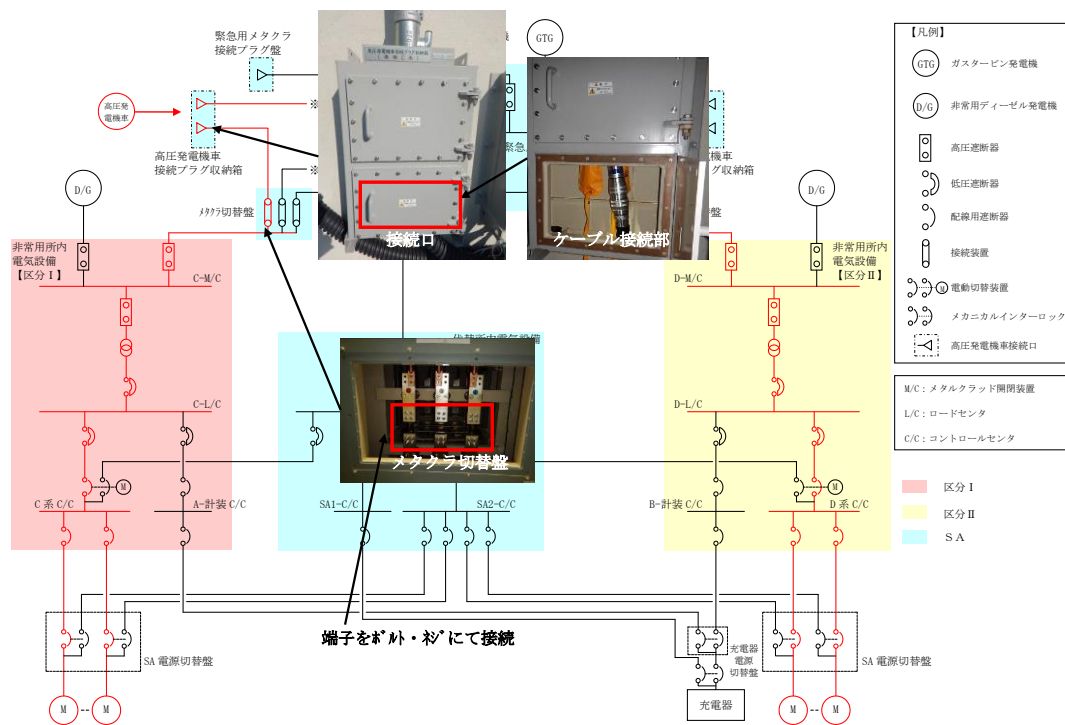 緊急用メタクラ
接続プラグ盤
GTG
高圧発
電機車
※
※
高圧発電機車
接続プラグ収納箱
接続口
ケーブル接続部
緊急
電機車
D/G
ﾒﾀｸﾗ切替盤
D/G
非常用所内
電気設備
【区分Ⅰ】
非常用所内
電気設備
【区分Ⅱ】
C-M/C
D-M/C
代替所内電気設備
メタクラ切替盤
C-L/C
D-L/C
M
M
C系 C/C
A-計装 C/C
SA1-C/C
SA2-C/C
B-計装 C/C
D系 C/C
端子をﾎﾞﾙﾄ・ﾈｼﾞにて接続
SA 電源切替盤
充電器
電源
切替盤
SA 電源切替盤
M
M
充電器
M
M
【凡例】
GTG ガスタービン発電機
D/G 非常用ディーゼル発電機
高圧遮断器
低圧遮断器
配線用遮断器
接続装置
M 電動切替装置
メカニカルインターロック
高圧発電機車接続口
M/C：メタルクラッド開閉装置
L/C：ロードセンタ
C/C：コントロールセンタ
区分Ⅰ
区分Ⅱ
ＳＡ